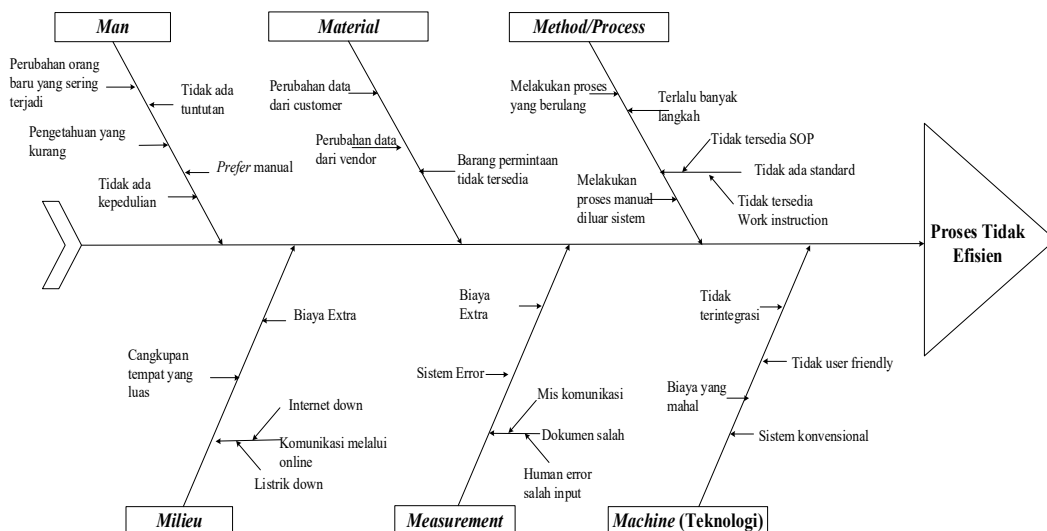 Man
Material
Method/Process
Perubahan orang
baru yang sering
terjadi
Tidak ada
tuntutan
Pengetahuan yang
kurang
Prefer manual
Tidak ada
kepedulian
Perubahan data
dari customer
Perubahan data
dari vendor
Barang permintaan
tidak tersedia
Melakukan proses
yang berulang
Terlalu banyak
langkah
Tidak tersedia SOP
Tidak ada standard
Tidak tersedia
Work instruction
Melakukan
proses manual
diluar sistem
Proses Tidak
Efisien
Biaya Extra
Cangkupan
tempat yang
luas
Internet down
Komunikasi melalui
online
Listrik down
Biaya
Extra
Sistem Error
Mis komunikasi
Dokumen salah
Human error
salah input
Tidak
terintegrasi
Tidak user friendly
Biaya yang
mahal
Sistem konvensional
Milieu
Measurement
Machine (Teknologi)